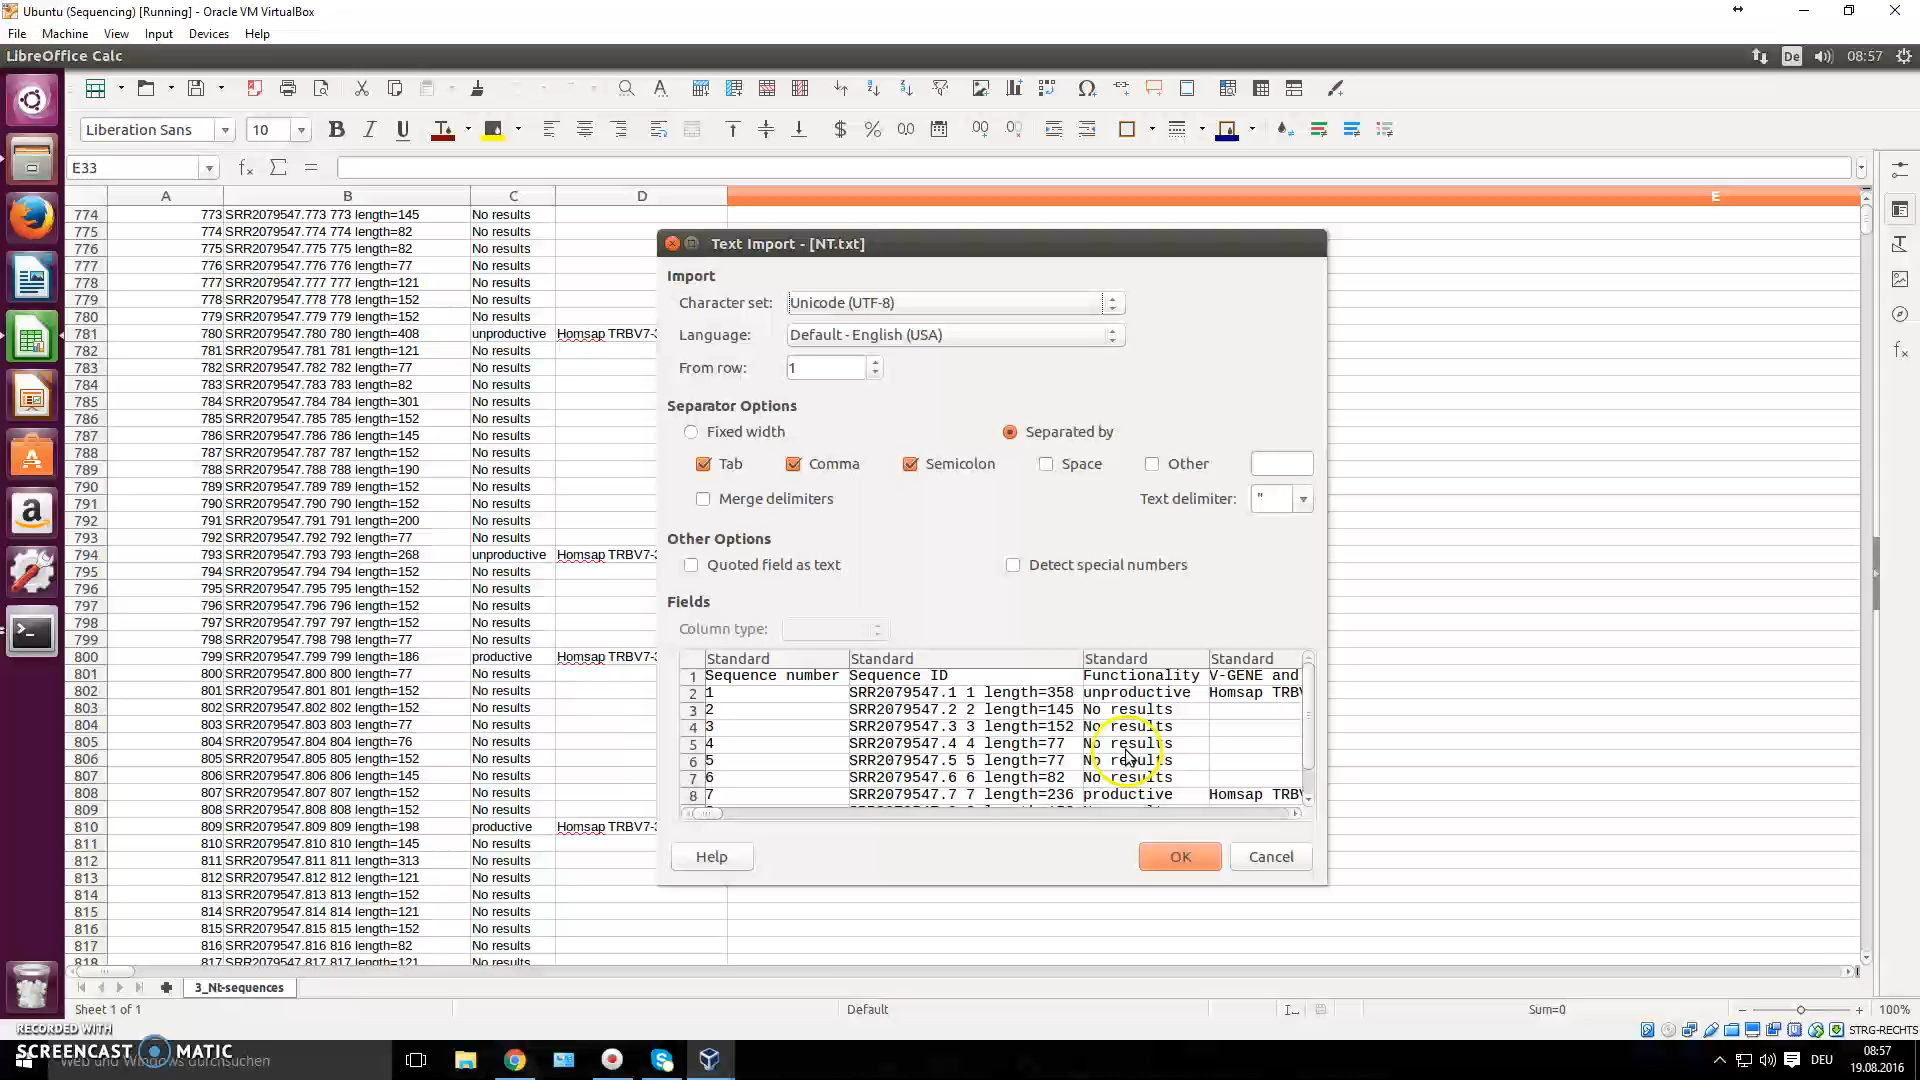 Ubuntu (Sequencing) [Running] - Oracle VM VirtualBox
File Machine View Input Devices Help
LibreOffice Calc De 08:57
Liberation Sans 10
E33
A B C D E
774 773 SRR2079547.773 773 length=145 No results
775 774 SRR2079547.774 774 length=82 No results
776 775 SRR2079547.775 775 length=82 No results
777 776 SRR2079547.776 776 length=77 No results
778 777 SRR2079547.777 777 length=121 No results
779 778 SRR2079547.778 778 length=152 No results
780 779 SRR2079547.779 779 length=152 No results
781 780 SRR2079547.780 780 length=408 unproductive Homsap TRBV7-3
782 781 SRR2079547.781 781 length=121 No results
783 782 SRR2079547.782 782 length=77 No results
784 783 SRR2079547.783 783 length=82 No results
785 784 SRR2079547.784 784 length=301 No results
786 785 SRR2079547.785 785 length=152 No results
787 786 SRR2079547.786 786 length=145 No results
788 787 SRR2079547.787 787 length=152 No results
789 788 SRR2079547.788 788 length=190 No results
790 789 SRR2079547.789 789 length=152 No results
791 790 SRR2079547.790 790 length=152 No results
792 791 SRR2079547.791 791 length=200 No results
793 792 SRR2079547.792 792 length=77 No results
794 793 SRR2079547.793 793 length=268 unproductive Homsap TRBV7-3
795 794 SRR2079547.794 794 length=152 No results
796 795 SRR2079547.795 795 length=152 No results
797 796 SRR2079547.796 796 length=152 No results
798 797 SRR2079547.797 797 length=152 No results
799 798 SRR2079547.798 798 length=77 No results
800 799 SRR2079547.799 799 length=186 productive Homsap TRBV7-3
801 800 SRR2079547.800 800 length=77 No results
802 801 SRR2079547.801 801 length=152 No results
803 802 SRR2079547.802 802 length=152 No results
804 803 SRR2079547.803 803 length=77 No results
805 804 SRR2079547.804 804 length=76 No results
806 805 SRR2079547.805 805 length=152 No results
807 806 SRR2079547.806 806 length=145 No results
808 807 SRR2079547.807 807 length=152 No results
809 808 SRR2079547.808 808 length=152 No results
810 809 SRR2079547.809 809 length=198 productive Homsap TRBV7-3
811 810 SRR2079547.810 810 length=145 No results
812 811 SRR2079547.811 811 length=313 No results
813 812 SRR2079547.812 812 length=121 No results
814 813 SRR2079547.813 813 length=152 No results
815 814 SRR2079547.814 814 length=121 No results
816 815 SRR2079547.815 815 length=152 No results
817 816 SRR2079547.816 816 length=82 No results
818 817 SRR2079547.817 817 length=121 No results
Text Import - [NT.txt]
Import
Character set: Unicode (UTF-8)
Language: Default - English (USA)
From row: 1
Separator Options
Fixed width Separated by
Tab Comma Semicolon Space Other
Merge delimiters Text delimiter: "
Other Options
Quoted field as text Detect special numbers
Fields
Column type:
Standard Standard Standard Standard
1 Sequence number Sequence ID Functionality V-GENE and
2 1 SRR2079547.1 1 length=358 unproductive Homsap TRBV
3 2 SRR2079547.2 2 length=145 No results
4 3 SRR2079547.3 3 length=152 No results
5 4 SRR2079547.4 4 length=77 No results
6 5 SRR2079547.5 5 length=77 No results
7 6 SRR2079547.6 6 length=82 No results
8 7 SRR2079547.7 7 length=236 productive Homsap TRBV
Help OK Cancel
3_Nt-sequences
Sheet 1 of 1 Default Sum=0 100%
STRG-RECHTS
RECORDED WITH
SCREENCAST MATIC
Web und Windows durchsuchen
DEU
08:57
19.08.2016